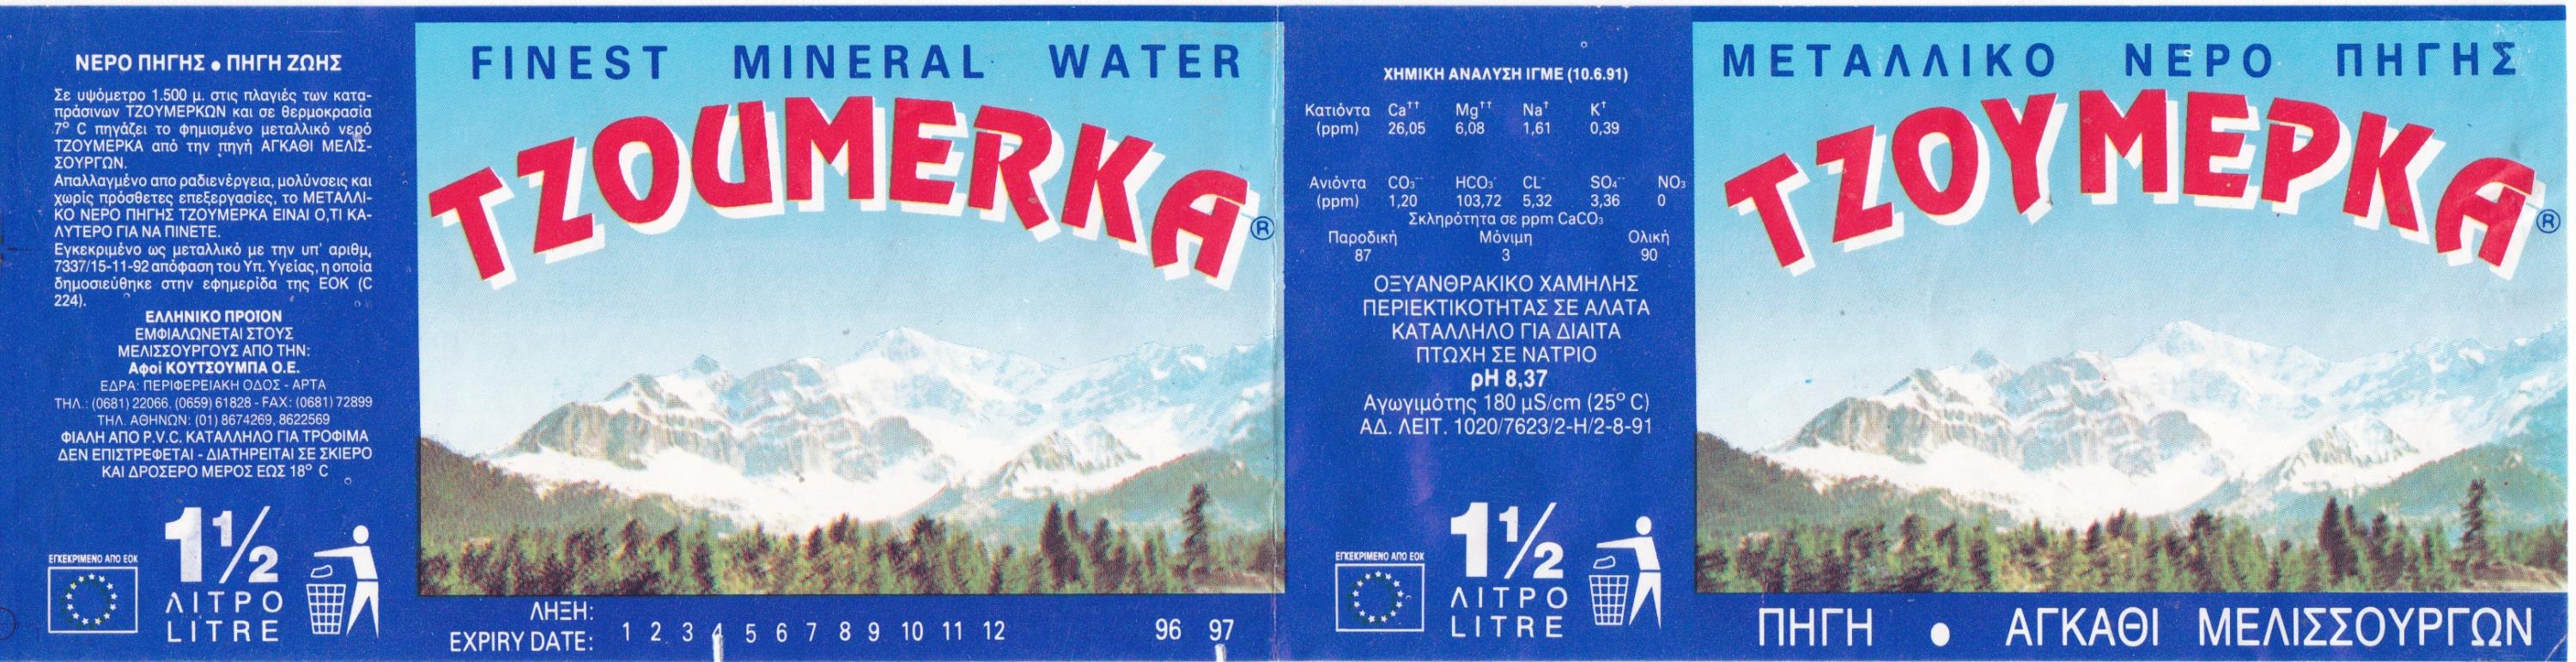 ΝΕΡΟ ΠΗΓΗΣ • ΠΗΓΗ ΖΩΗΣ
Σε υψόμετρο 1.500 μ. στις πλαγιές των κατα-
πράσινων ΤΖΟΥΜΕΡΚΩΝ και σε θερμοκρασία
7° C πηγάζει το φημισμένο μεταλλικό νερό
ΤΖΟΥΜΕΡΚΑ από την πηγή ΑΓΚΑΘΙ ΜΕΛΙΣ-
ΣΟΥΡΓΩΝ.
Απαλλαγμένο απο ραδιενέργεια, μολύνσεις και
χωρίς πρόσθετες επεξεργασίες, το ΜΕΤΑΛΛΙ-
ΚΟ ΝΕΡΟ ΠΗΓΗΣ ΤΖΟΥΜΕΡΚΑ ΕΙΝΑΙ Ο,ΤΙ ΚΑ-
ΛΥΤΕΡΟ ΓΙΑ ΝΑ ΠΙΝΕΤΕ.
Εγκεκριμένο ως μεταλλικό με την υπ' αριθμ,
7337/15-11-92 απόφαση του Υπ. Υγείας, η οποία
δημοσιεύθηκε στην εφημερίδα της ΕΟΚ (C
224).
ΕΛΛΗΝΙΚΟ ΠΡΟΪΟΝ
ΕΜΦΙΑΛΩΝΕΤΑΙ ΣΤΟΥΣ
ΜΕΛΙΣΣΟΥΡΓΟΥΣ ΑΠΟ ΤΗΝ:
Αφοί ΚΟΥΤΣΟΥΜΠΑ Ο.Ε.
ΕΔΡΑ: ΠΕΡΙΦΕΡΕΙΑΚΗ ΟΔΟΣ - ΑΡΤΑ
ΤΗΛ.: (0681) 22066, (0659) 61828 - FAX: (0681) 72899
ΤΗΛ. ΑΘΗΝΩΝ: (01) 8674269, 8622569
ΦΙΑΛΗ ΑΠΟ P.V.C. ΚΑΤΑΛΛΗΛΟ ΓΙΑ ΤΡΟΦΙΜΑ
ΔΕΝ ΕΠΙΣΤΡΕΦΕΤΑΙ - ΔΙΑΤΗΡΕΙΤΑΙ ΣΕ ΣΚΙΕΡΟ
ΚΑΙ ΔΡΟΣΕΡΟ ΜΕΡΟΣ ΕΩΣ 18° C
ΕΓΚΕΚΡΙΜΕΝΟ ΑΠΟ ΕΟΚ
1 1/2
ΛΙΤΡΟ
LITRE
FINEST MINERAL WATER
TZOUMERKA ®
ΛΗΞΗ:
EXPIRY DATE: 1 2 3 4 5 6 7 8 9 10 11 12 96 97
ΧΗΜΙΚΗ ΑΝΑΛΥΣΗ ΙΓΜΕ (10.6.91)
Κατιόντα Ca†† Mg†† Na† K†
(ppm) 26,05 6,08 1,61 0,39
Ανιόντα CO₃⁻⁻ HCO₃⁻ CL⁻ SO₄⁻⁻ NO₃
(ppm) 1,20 103,72 5,32 3,36 0
Σκληρότητα σε ppm CaCO₃
Παροδική Μόνιμη Ολική
87 3 90
ΟΞΥΑΝΘΡΑΚΙΚΟ ΧΑΜΗΛΗΣ
ΠΕΡΙΕΚΤΙΚΟΤΗΤΑΣ ΣΕ ΑΛΑΤΑ
ΚΑΤΑΛΛΗΛΟ ΓΙΑ ΔΙΑΙΤΑ
ΠΤΩΧΗ ΣΕ ΝΑΤΡΙΟ
pH 8,37
Αγωγιμότης 180 μS/cm (25° C)
ΑΔ. ΛΕΙΤ. 1020/7623/2-Η/2-8-91
ΕΓΚΕΚΡΙΜΕΝΟ ΑΠΟ ΕΟΚ
1 1/2
ΛΙΤΡΟ
LITRE
ΜΕΤΑΛΛΙΚΟ ΝΕΡΟ ΠΗΓΗΣ
ΤΖΟΥΜΕΡΚΑ ®
ΠΗΓΗ • ΑΓΚΑΘΙ ΜΕΛΙΣΣΟΥΡΓΩΝ